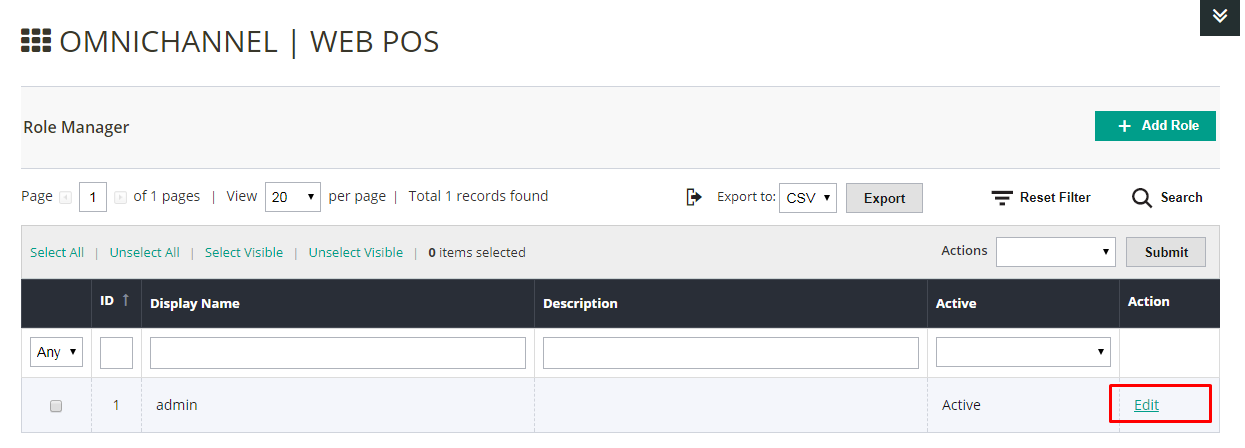 OMNICHANNEL | WEB POS
Role Manager
+ Add Role
Page 1 of 1 pages | View 20 per page | Total 1 records found Export to: CSV Export Reset Filter Search
Select All | Unselect All | Select Visible | Unselect Visible | 0 items selected Actions Submit
ID ↑ Display Name Description Active Action
Any
1 admin Active Edit